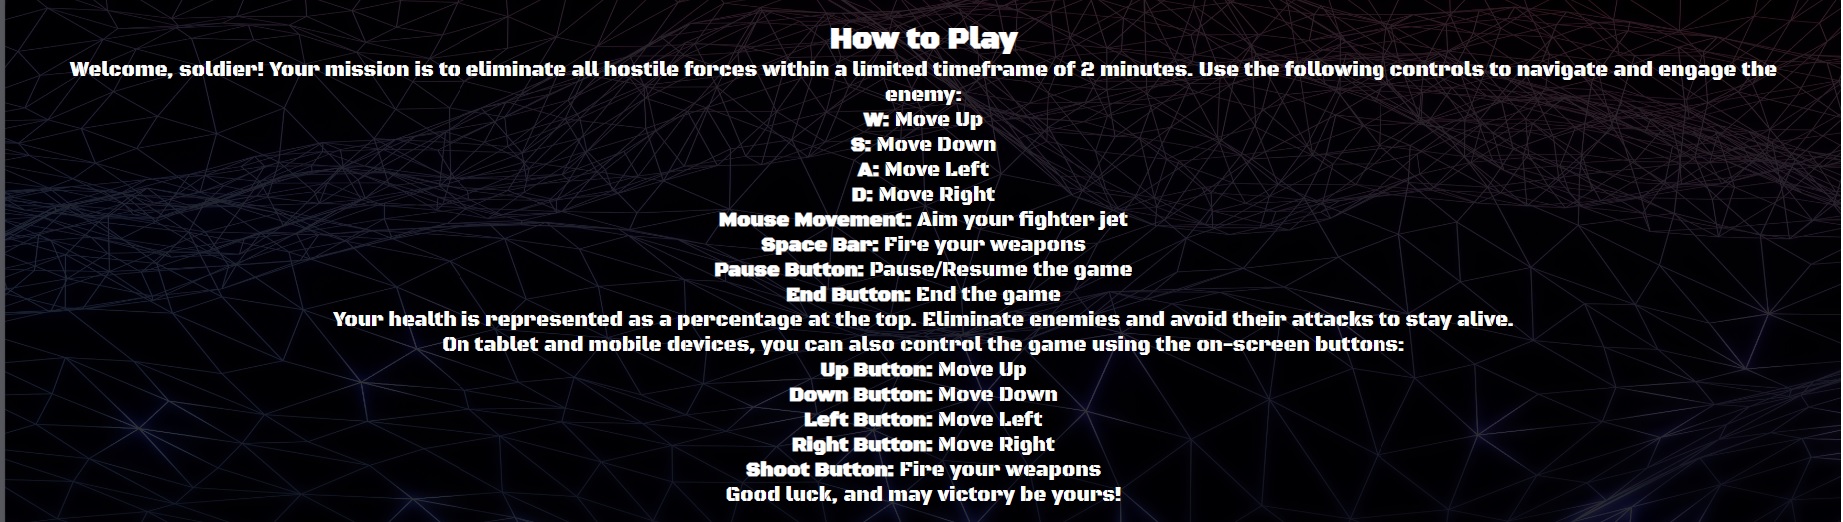 How to Play
Welcome, soldier! Your mission is to eliminate all hostile forces within a limited timeframe of 2 minutes. Use the following controls to navigate and engage the
enemy:
W: Move Up
S: Move Down
A: Move Left
D: Move Right
Mouse Movement: Aim your fighter jet
Space Bar: Fire your weapons
Pause Button: Pause/Resume the game
End Button: End the game
Your health is represented as a percentage at the top. Eliminate enemies and avoid their attacks to stay alive.
On tablet and mobile devices, you can also control the game using the on-screen buttons:
Up Button: Move Up
Down Button: Move Down
Left Button: Move Left
Right Button: Move Right
Shoot Button: Fire your weapons
Good luck, and may victory be yours!